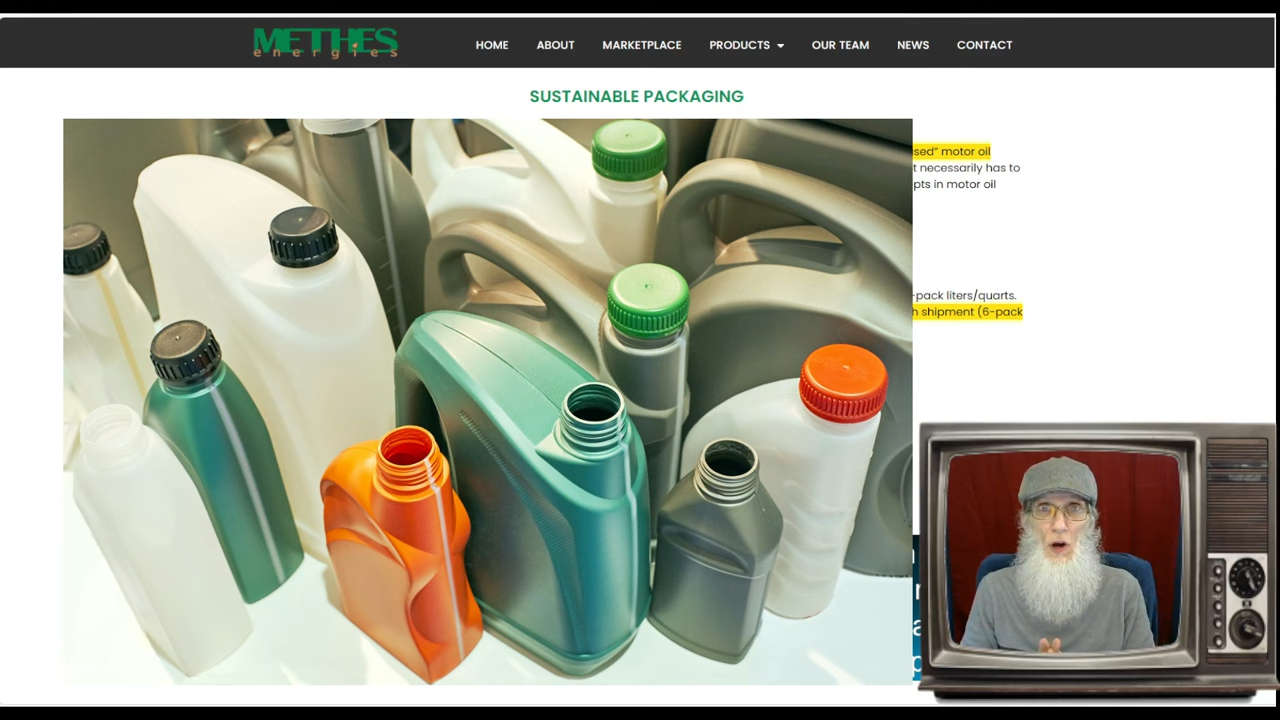 METHES
energies
HOME ABOUT MARKETPLACE PRODUCTS OUR TEAM NEWS CONTACT
SUSTAINABLE PACKAGING
sed” motor oil
t necessarily has to
pts in motor oil
-pack liters/quarts.
h shipment (6-pack